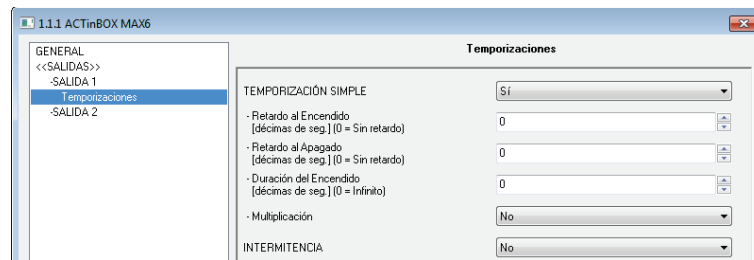 1.1.1 ACTinBOX MAX6
GENERAL
<<SALIDAS>>
-SALIDA 1
Temporizaciones
-SALIDA 2
Temporizaciones
TEMPORIZACIÓN SIMPLE
Sí
- Retardo al Encendido
[décimas de seg.] (0 = Sin retardo)
0
- Retardo al Apagado
[décimas de seg.] (0 = Sin retardo)
0
- Duración del Encendido
[décimas de seg.] (0 = Infinito)
0
- Multiplicación
No
INTERMITENCIA
No